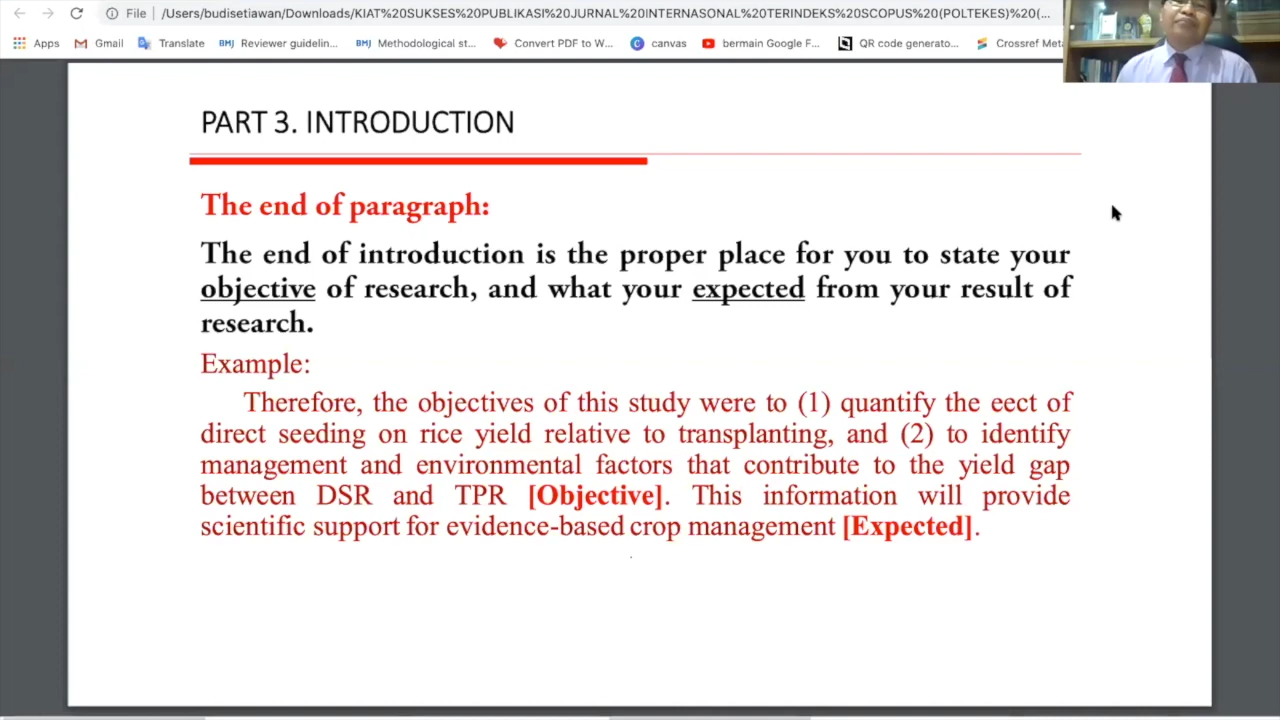 File /Users/budisetiawan/Downloads/KIAT%20SUKSES%20PUBLIKASI%20JURNAL%20INTERNASONAL%20TERINDEKS%20SCOPUS%20(POLTEKES)%20(...
Apps Gmail Translate BMJ Reviewer guidelin... BMJ Methodological st... Convert PDF to W... C canvas bermain Google F... QR code generato... Crossref Meta
PART 3. INTRODUCTION
The end of paragraph:
The end of introduction is the proper place for you to state your
objective of research, and what your expected from your result of
research.
Example:
Therefore, the objectives of this study were to (1) quantify the eect of
direct seeding on rice yield relative to transplanting, and (2) to identify
management and environmental factors that contribute to the yield gap
between DSR and TPR [Objective]. This information will provide
scientific support for evidence-based crop management [Expected].